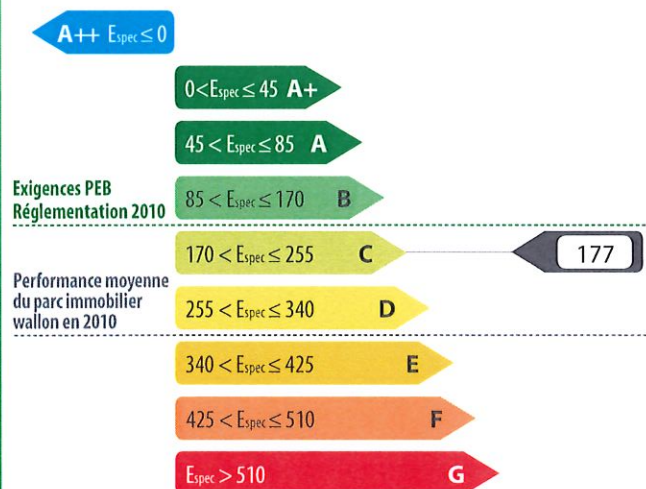 A++ Espec ≤ 0
0 < Espec ≤ 45 A+
45 < Espec ≤ 85 A
Exigences PEB
Réglementation 2010
85 < Espec ≤ 170 B
170 < Espec ≤ 255 C
177
Performance moyenne
du parc immobilier
wallon en 2010
255 < Espec ≤ 340 D
340 < Espec ≤ 425 E
425 < Espec ≤ 510 F
Espec > 510 G